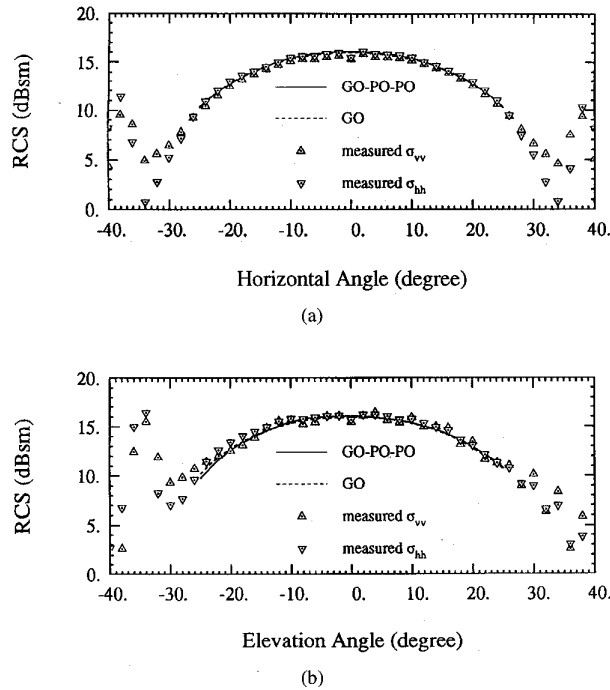 20.
15.
10.
5.
0.
RCS (dBsm)
GO-PO-PO
GO
measured σvv
measured σhh
-40. -30. -20. -10. 0. 10. 20. 30. 40.
Horizontal Angle (degree)
(a)
20.
15.
10.
5.
0.
RCS (dBsm)
GO-PO-PO
GO
measured σvv
measured σhh
-40. -30. -20. -10. 0. 10. 20. 30. 40.
Elevation Angle (degree)
(b)